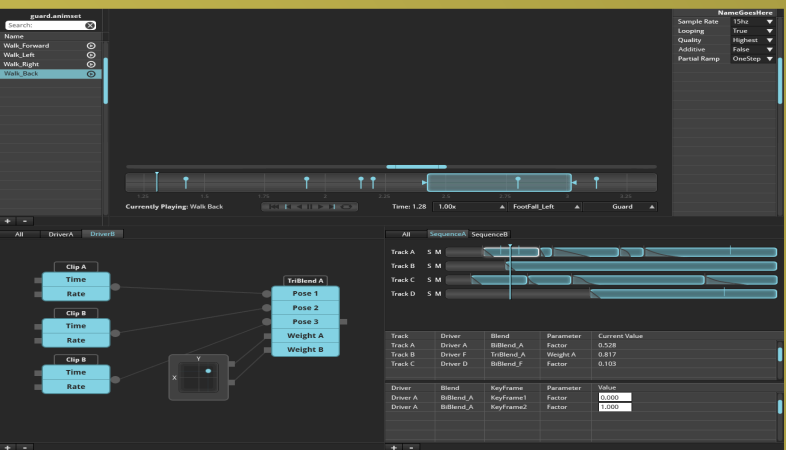 guard.animset
Search:
Name
Walk_Forward
Walk_Left
Walk_Right
Walk_Back
NameGoesHere
Sample Rate 15hz
Looping True
Quality Highest
Additive False
Partial Ramp OneStep
Currently Playing: Walk Back
Time: 1.28 1.00x FootFall_Left Guard
+ -
All DriverA DriverB
Clip A
Time
Rate
Clip B
Time
Rate
Clip B
Time
Rate
TriBlend A
Pose 1
Pose 2
Pose 3
Weight A
Weight B
Y
X
+ -
All SequenceA SequenceB
Track A S M
Track B S M
Track C S M
Track D S M
Track Driver Blend Parameter Current Value
Track A Driver A BiBlend_A Factor 0.528
Track B Driver F TriBlend_A Weight A 0.817
Track C Driver D BiBlend_F Factor 0.103
Driver Blend KeyFrame Parameter Value
Driver A BiBlend_A KeyFrame1 Factor 0.000
Driver A BiBlend_A KeyFrame2 Factor 1.000
+ -